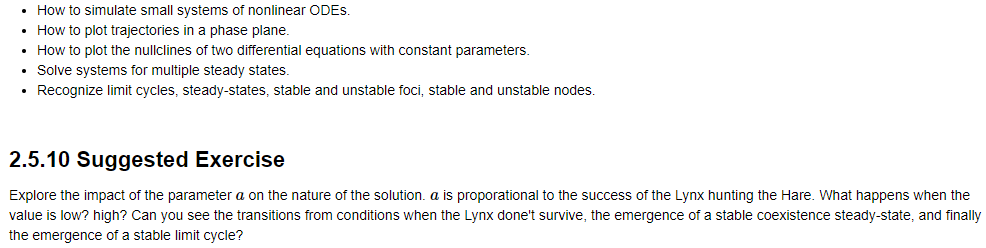 • How to simulate small systems of nonlinear ODEs.
• How to plot trajectories in a phase plane.
• How to plot the nullclines of two differential equations with constant parameters.
• Solve systems for multiple steady states.
• Recognize limit cycles, steady-states, stable and unstable foci, stable and unstable nodes.
2.5.10 Suggested Exercise
Explore the impact of the parameter a on the nature of the solution. a is proporational to the success of the Lynx hunting the Hare. What happens when the
value is low? high? Can you see the transitions from conditions when the Lynx done't survive, the emergence of a stable coexistence steady-state, and finally
the emergence of a stable limit cycle?